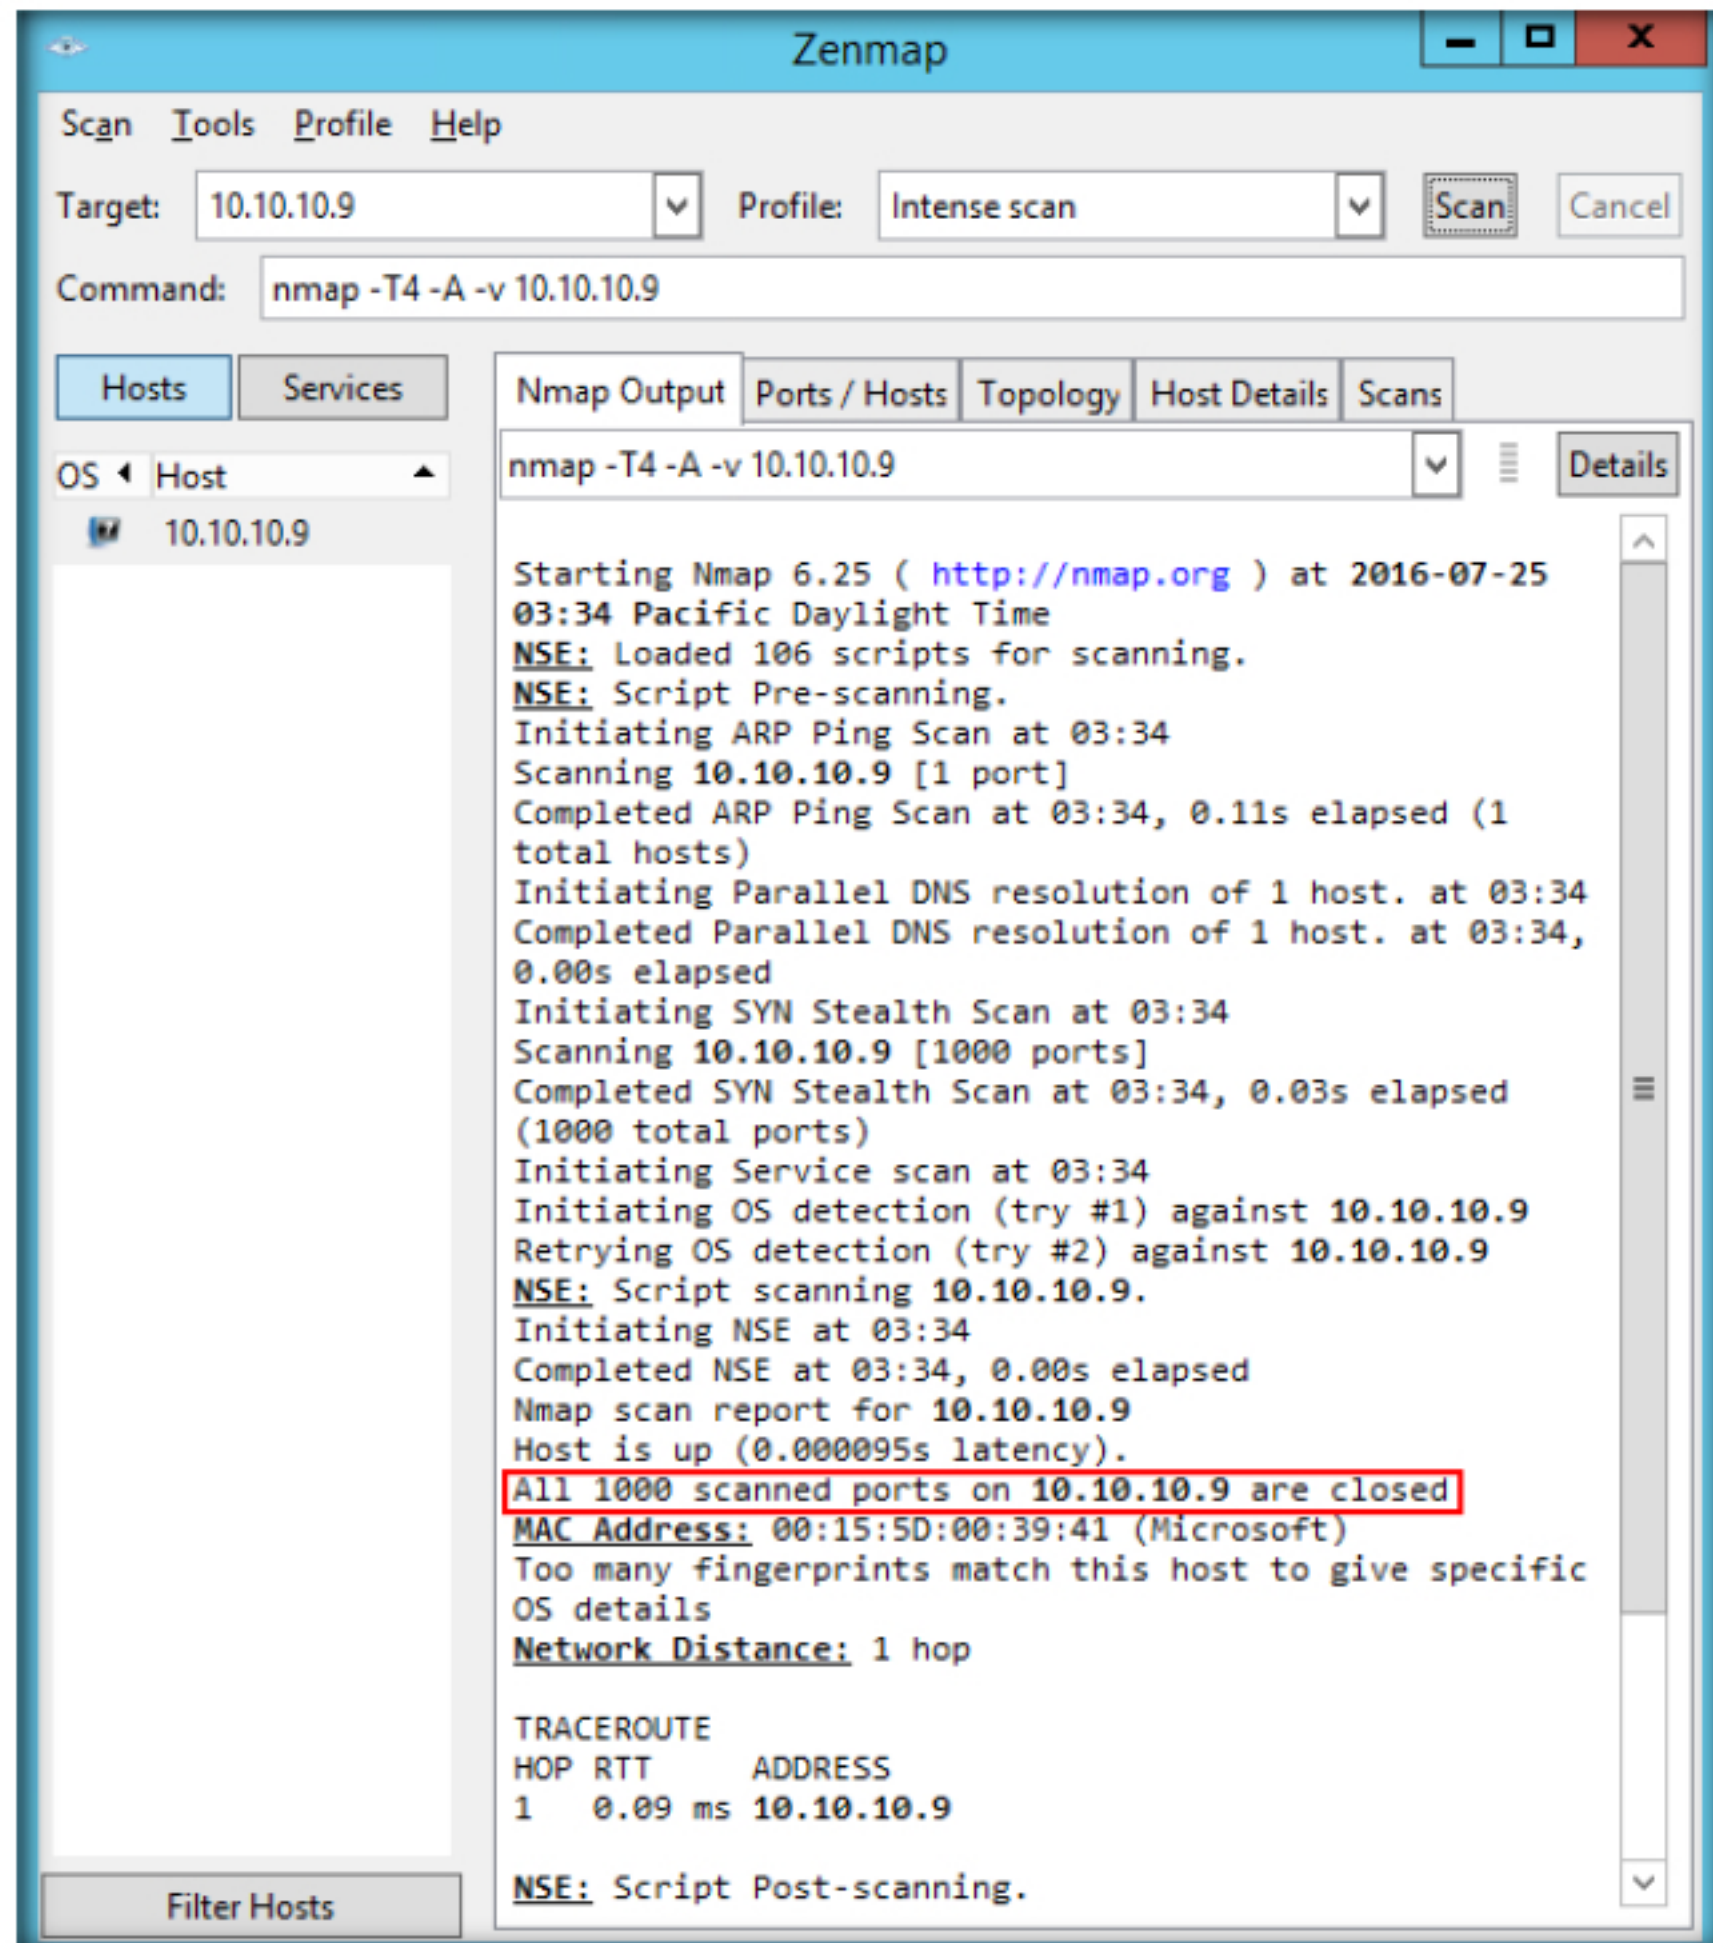 Zenmap
Scan Tools Profile Help
Target: 10.10.10.9 Profile: Intense scan Scan Cancel
Command: nmap -T4 -A -v 10.10.10.9
Hosts Services
Nmap Output Ports / Hosts Topology Host Details Scans
OS Host
10.10.10.9
nmap -T4 -A -v 10.10.10.9 Details
Starting Nmap 6.25 ( http://nmap.org ) at 2016-07-25
03:34 Pacific Daylight Time
NSE: Loaded 106 scripts for scanning.
NSE: Script Pre-scanning.
Initiating ARP Ping Scan at 03:34
Scanning 10.10.10.9 [1 port]
Completed ARP Ping Scan at 03:34, 0.11s elapsed (1
total hosts)
Initiating Parallel DNS resolution of 1 host. at 03:34
Completed Parallel DNS resolution of 1 host. at 03:34,
0.00s elapsed
Initiating SYN Stealth Scan at 03:34
Scanning 10.10.10.9 [1000 ports]
Completed SYN Stealth Scan at 03:34, 0.03s elapsed
(1000 total ports)
Initiating Service scan at 03:34
Initiating OS detection (try #1) against 10.10.10.9
Retrying OS detection (try #2) against 10.10.10.9
NSE: Script scanning 10.10.10.9.
Initiating NSE at 03:34
Completed NSE at 03:34, 0.00s elapsed
Nmap scan report for 10.10.10.9
Host is up (0.000095s latency).
All 1000 scanned ports on 10.10.10.9 are closed
MAC Address: 00:15:5D:00:39:41 (Microsoft)
Too many fingerprints match this host to give specific
OS details
Network Distance: 1 hop
TRACEROUTE
HOP RTT ADDRESS
1 0.09 ms 10.10.10.9
NSE: Script Post-scanning.
Filter Hosts